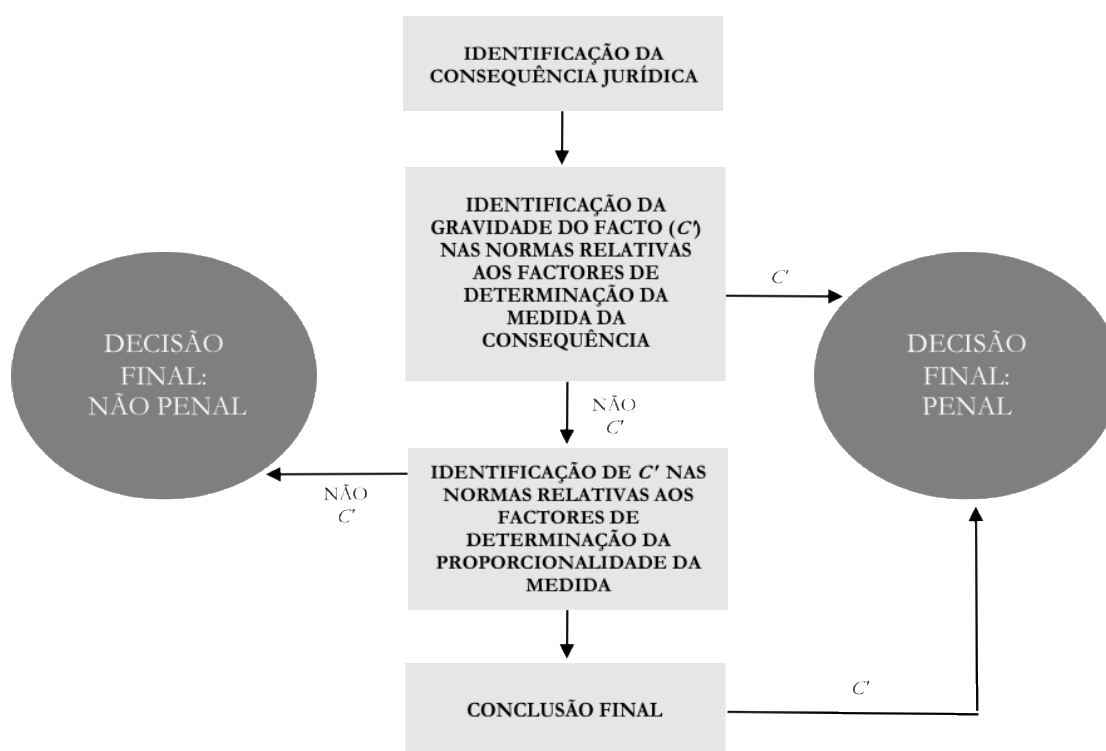 IDENTIFICAÇÃO DA
CONSEQUÊNCIA JURÍDICA
IDENTIFICAÇÃO DA
GRAVIDADE DO FACTO (C')
NAS NORMAS RELATIVAS
AOS FACTORES DE
DETERMINAÇÃO DA
MEDIDA DA
CONSEQUÊNCIA
C'
DECISÃO
FINAL:
NÃO PENAL
DECISÃO
FINAL:
PENAL
NÃO
C'
IDENTIFICAÇÃO DE C' NAS
NORMAS RELATIVAS AOS
FACTORES DE
DETERMINAÇÃO DA
PROPORCIONALIDADE DA
MEDIDA
NÃO
C'
CONCLUSÃO FINAL
C'